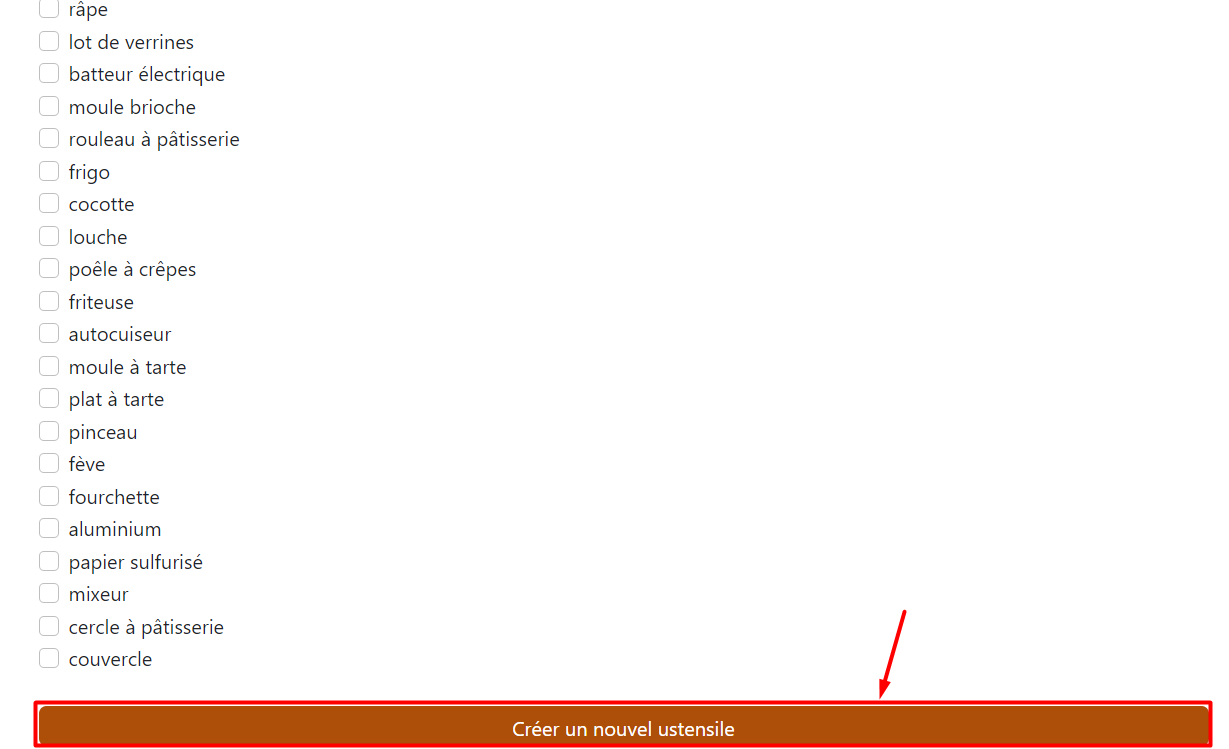 râpe
lot de verrines
batteur électrique
moule brioche
rouleau à pâtisserie
frigo
cocotte
louche
poêle à crêpes
friteuse
autocuiseur
moule à tarte
plat à tarte
pinceau
fève
fourchette
aluminium
papier sulfurisé
mixeur
cercle à pâtisserie
couvercle
Créer un nouvel ustensile